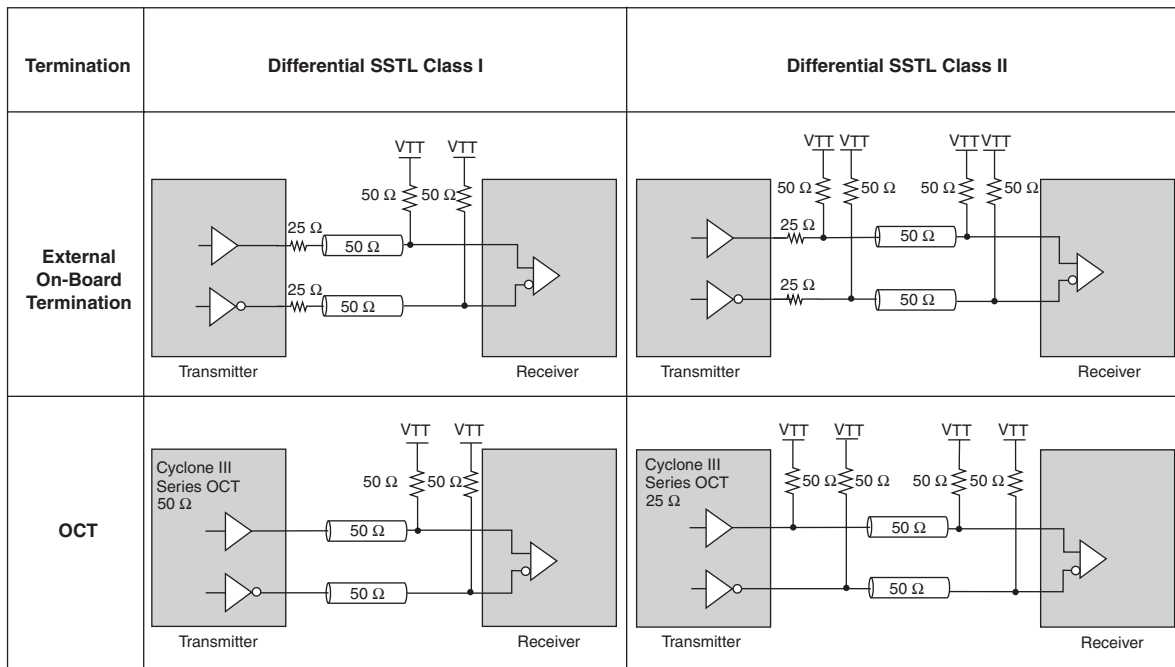 Termination
Differential SSTL Class I
Differential SSTL Class II
External
On-Board
Termination
VTT VTT
50 Ω 50 Ω
25 Ω
50 Ω
25 Ω
50 Ω
Transmitter
Receiver
VTT VTT VTT VTT
50 Ω 50 Ω 50 Ω 50 Ω
25 Ω
50 Ω
25 Ω
50 Ω
Transmitter
Receiver
OCT
Cyclone III
Series OCT
50 Ω
VTT VTT
50 Ω 50 Ω
50 Ω
50 Ω
Transmitter
Receiver
Cyclone III
Series OCT
25 Ω
VTT VTT VTT VTT
50 Ω 50 Ω 50 Ω 50 Ω
50 Ω
50 Ω
Transmitter
Receiver